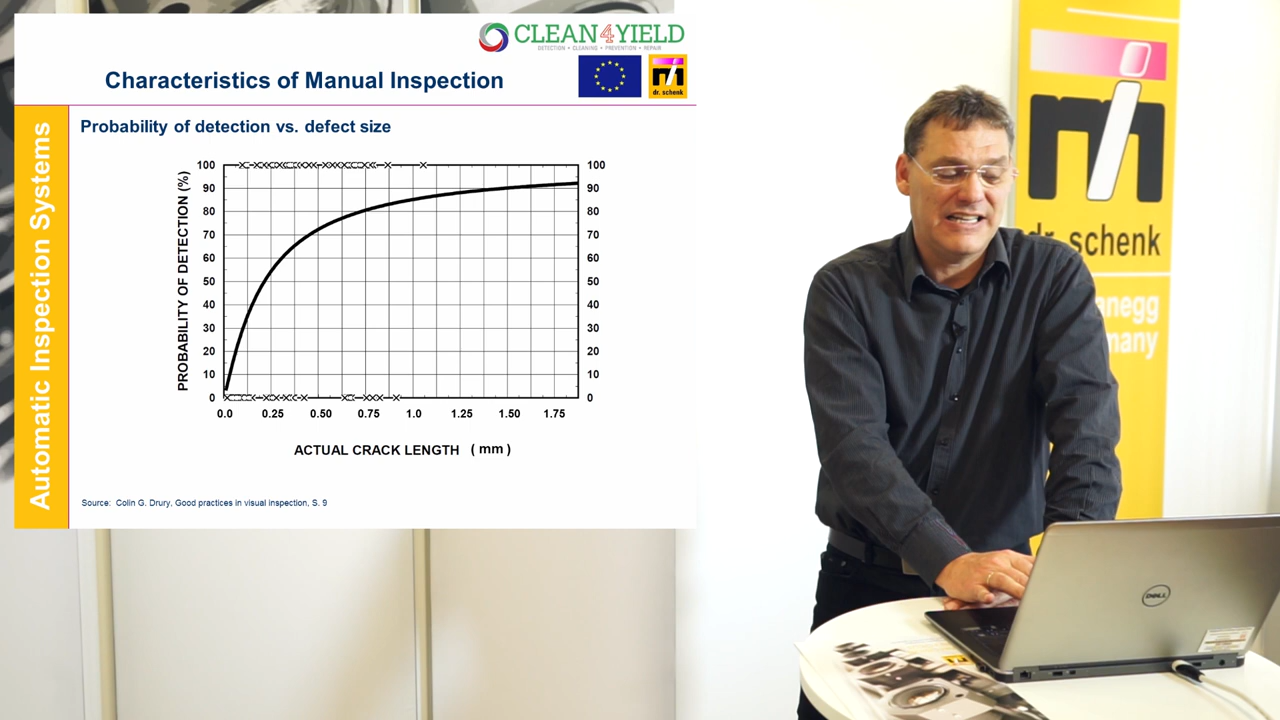 CLEAN4YIELD
DETECTION • CLEANING • PREVENTION • REPAIR
Characteristics of Manual Inspection
dr. schenk
Automatic Inspection Systems
Probability of detection vs. defect size
PROBABILITY OF DETECTION (%)
100
90
80
70
60
50
40
30
20
10
0
100
90
80
70
60
50
40
30
20
10
0
0.0 0.25 0.50 0.75 1.0 1.25 1.50 1.75
ACTUAL CRACK LENGTH ( mm )
Source: Colin G. Drury, Good practices in visual inspection, S. 9
dr. schenk
anegg
many
DELL